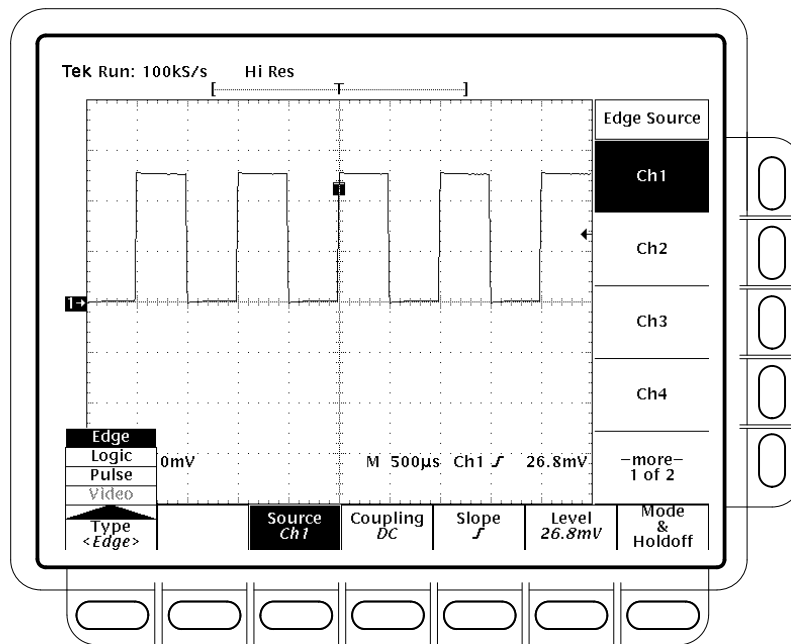 Tek Run: 100kS/s Hi Res
[ T ]
Edge Source
Ch1
Ch2
Ch3
Ch4
-more-
1 of 2
T
1→
Edge
Logic
Pulse
Video
0mV M 500µs Ch1 ʃ 26.8mV
Type
<Edge>
Source
Ch1
Coupling
DC
Slope
ʃ
Level
26.8mV
Mode
&
Holdoff